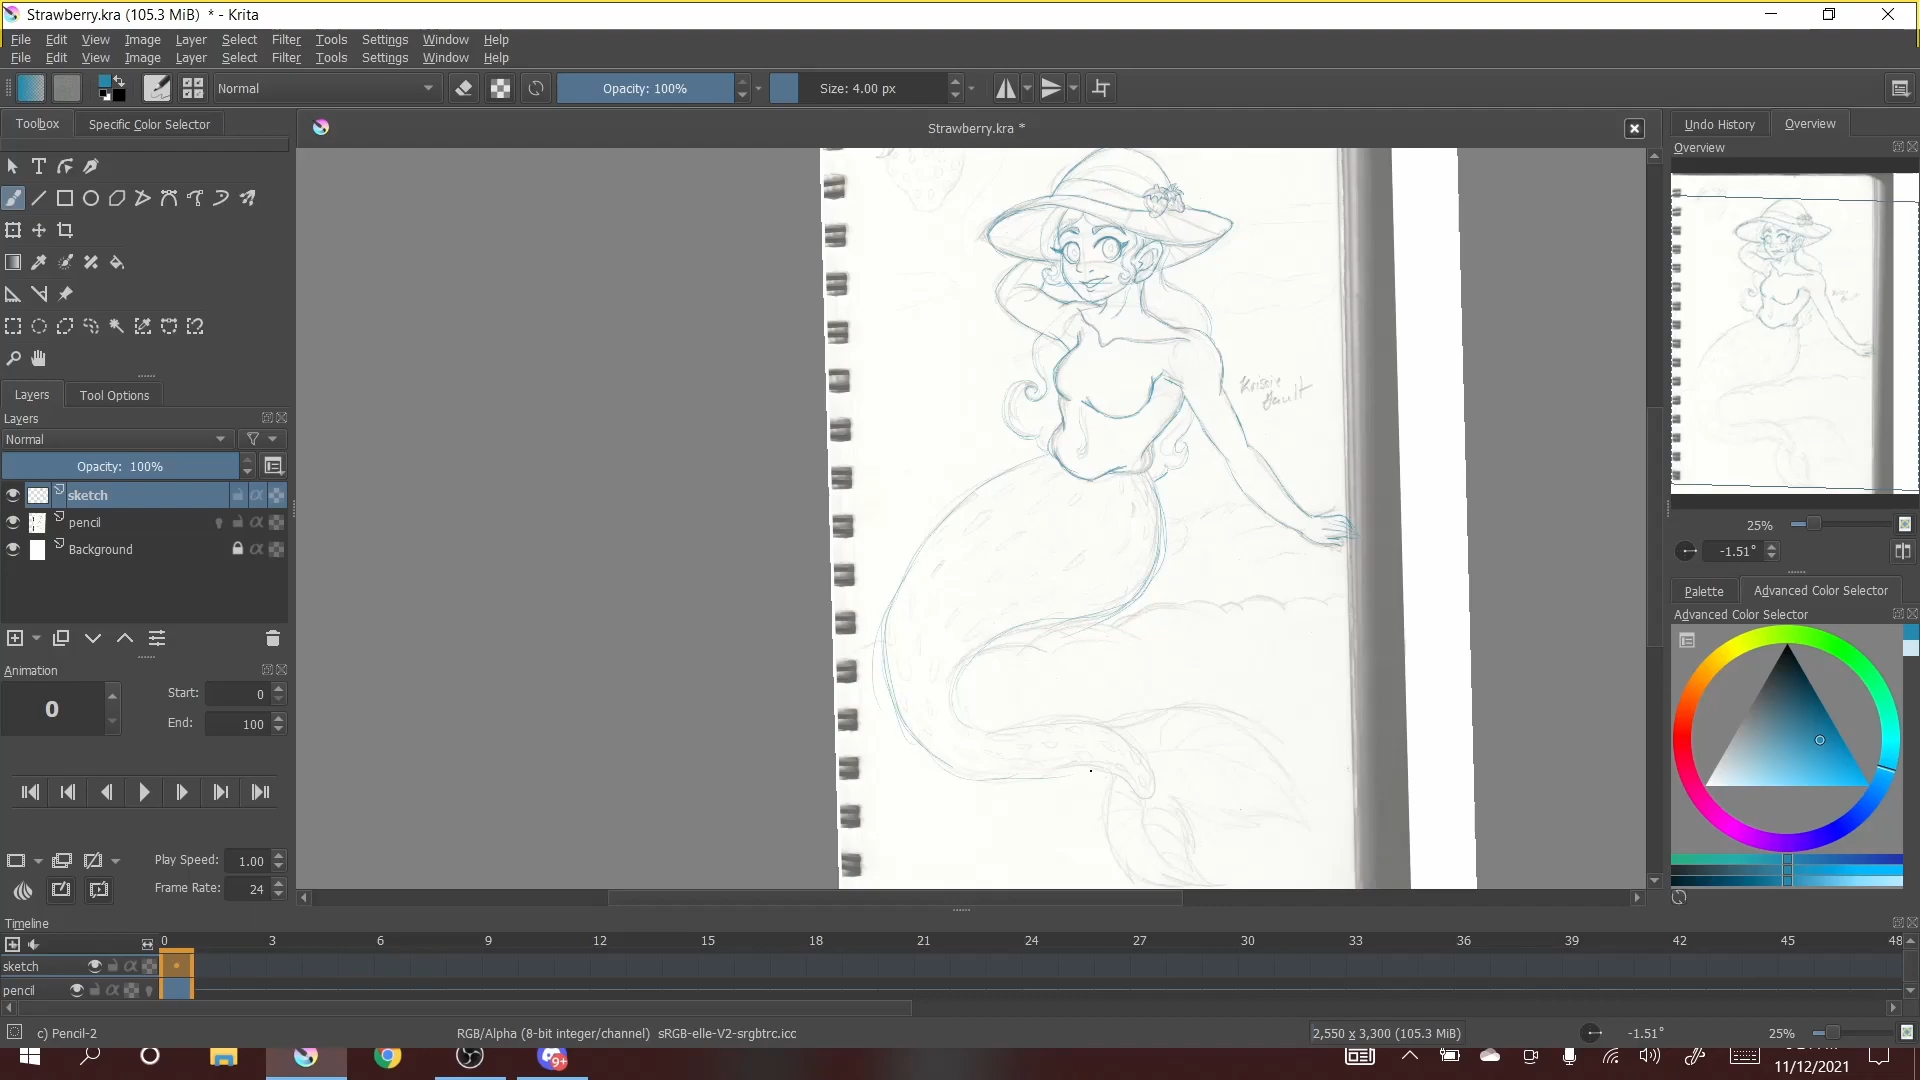 Strawberry.kra (105.3 MiB) * - Krita
File Edit View Image Layer Select Filter Tools Settings Window Help
File Edit View Image Layer Select Filter Tools Settings Window Help
Normal
Opacity: 100%
Size: 4.00 px
Toolbox
Specific Color Selector
Strawberry.kra *
Undo History
Overview
Overview
Krissie
Layers
Tool Options
Layers
Normal
Opacity: 100%
sketch
pencil
Background
25%
-1.51°
Palette
Advanced Color Selector
Advanced Color Selector
Animation
0
Start: 0
End: 100
Play Speed: 1.00
Frame Rate: 24
Timeline
0 3 6 9 12 15 18 21 24 27 30 33 36 39 42 45 48
sketch
pencil
c) Pencil-2
RGB/Alpha (8-bit integer/channel) sRGB-elle-V2-srgbtrc.icc
2,550 x 3,300 (105.3 MiB)
-1.51°
25%
9+
11/12/2021